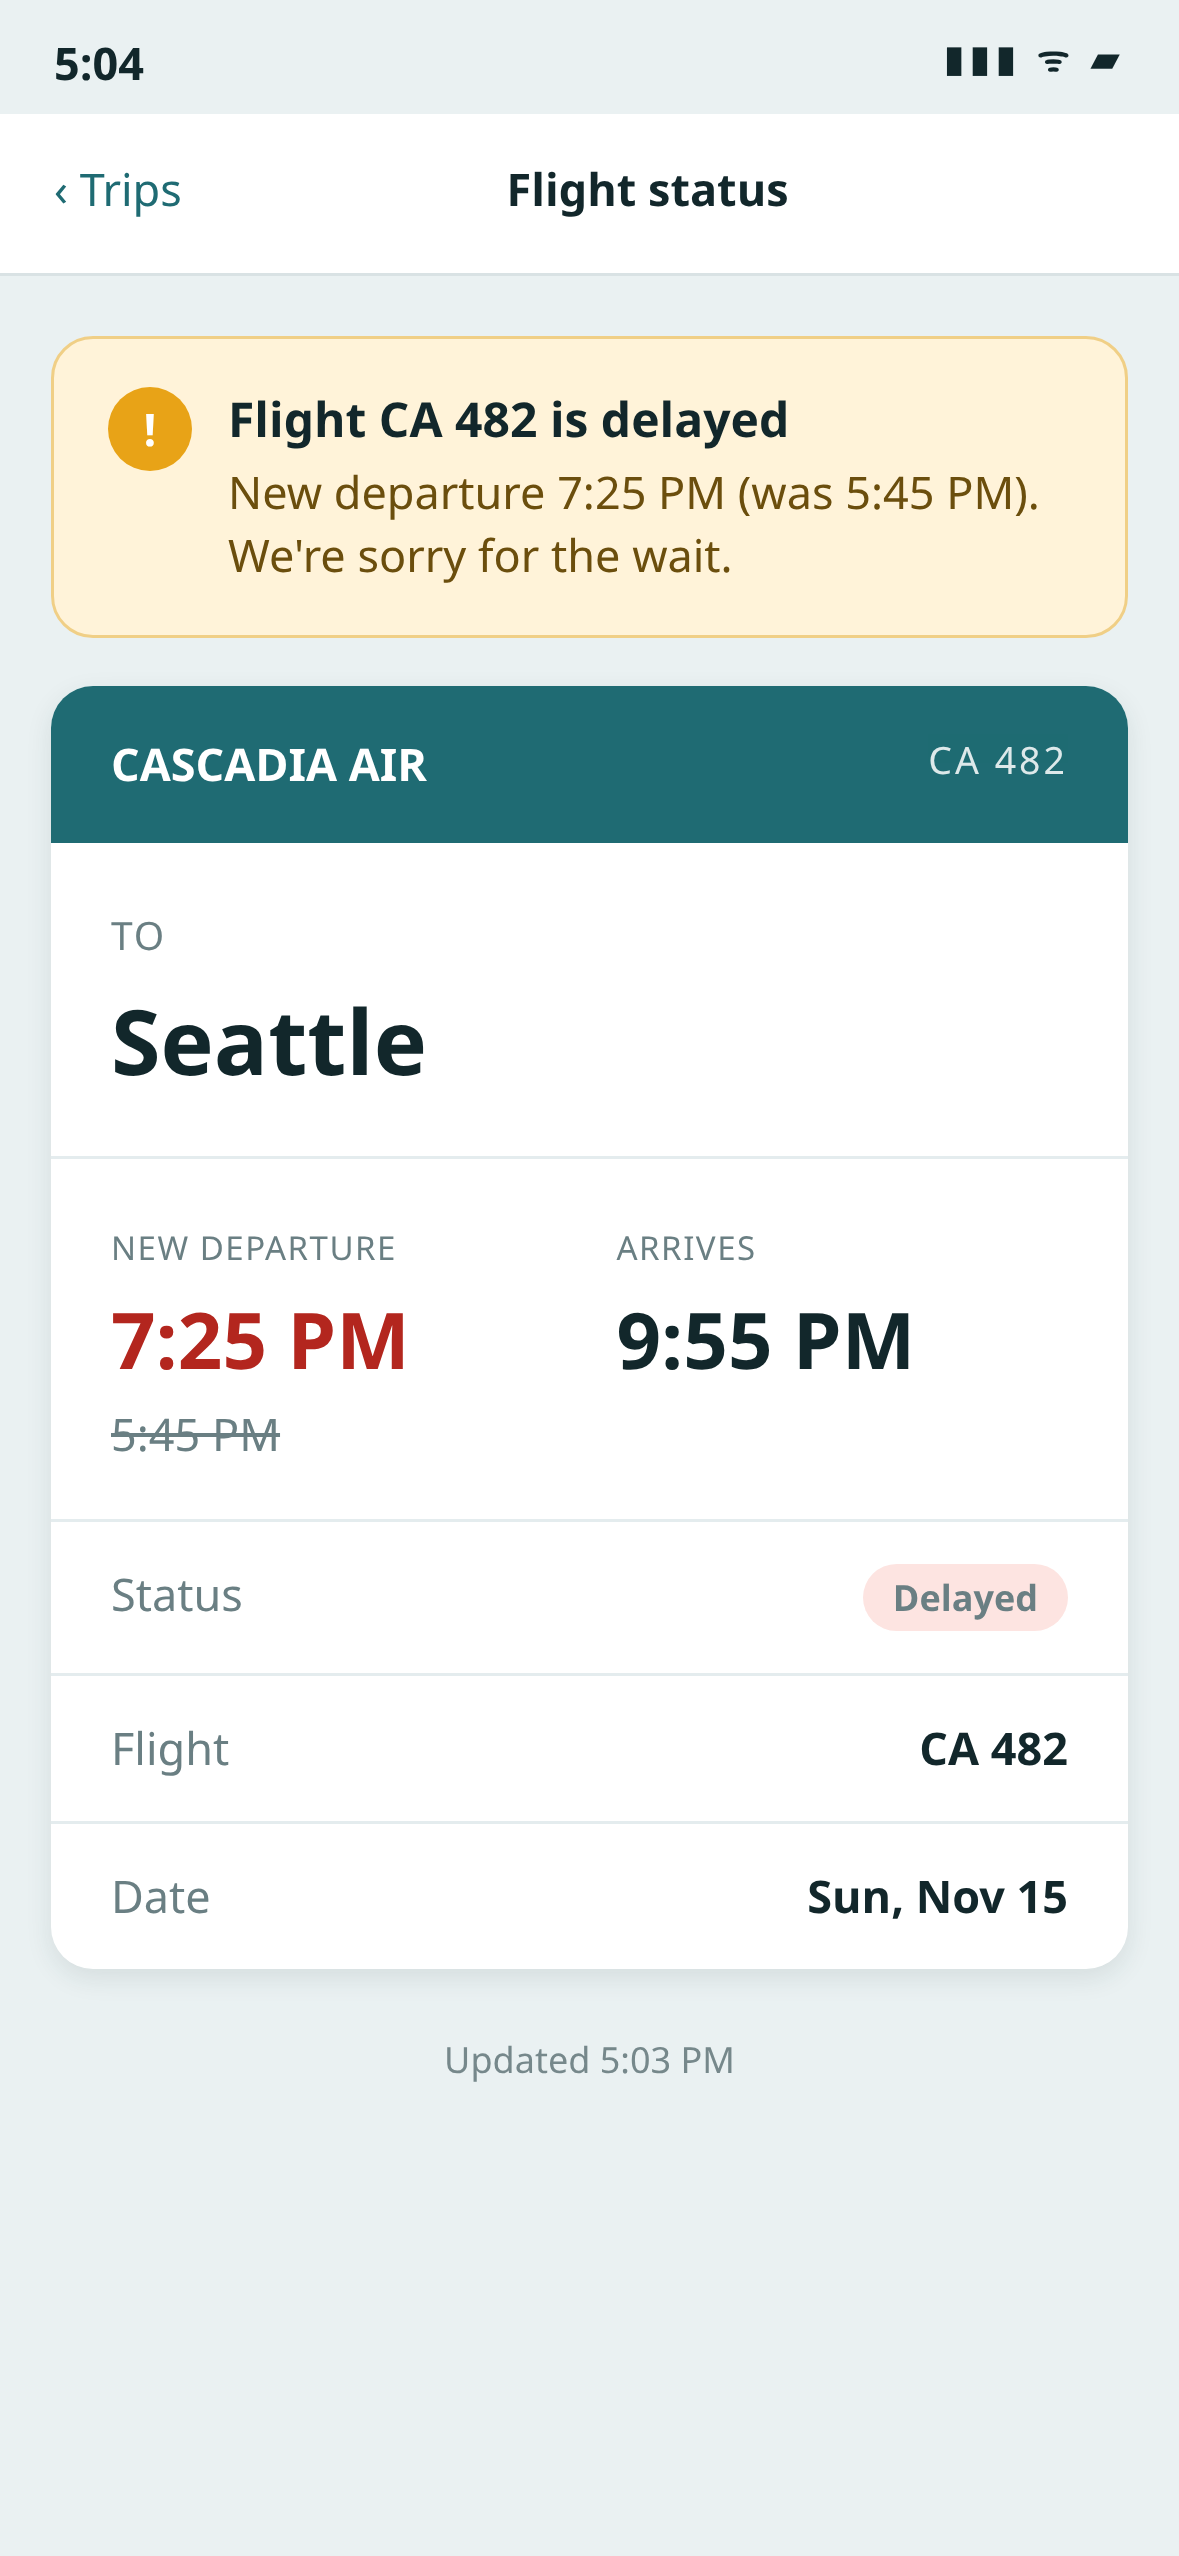 5:04
‹ Trips
Flight status
!
Flight CA 482 is delayed
New departure 7:25 PM (was 5:45 PM).
We're sorry for the wait.
CASCADIA AIR
CA 482
TO
Seattle
NEW DEPARTURE
ARRIVES
7:25 PM
9:55 PM
5:45 PM
Status
Delayed
Flight
CA 482
Date
Sun, Nov 15
Updated 5:03 PM